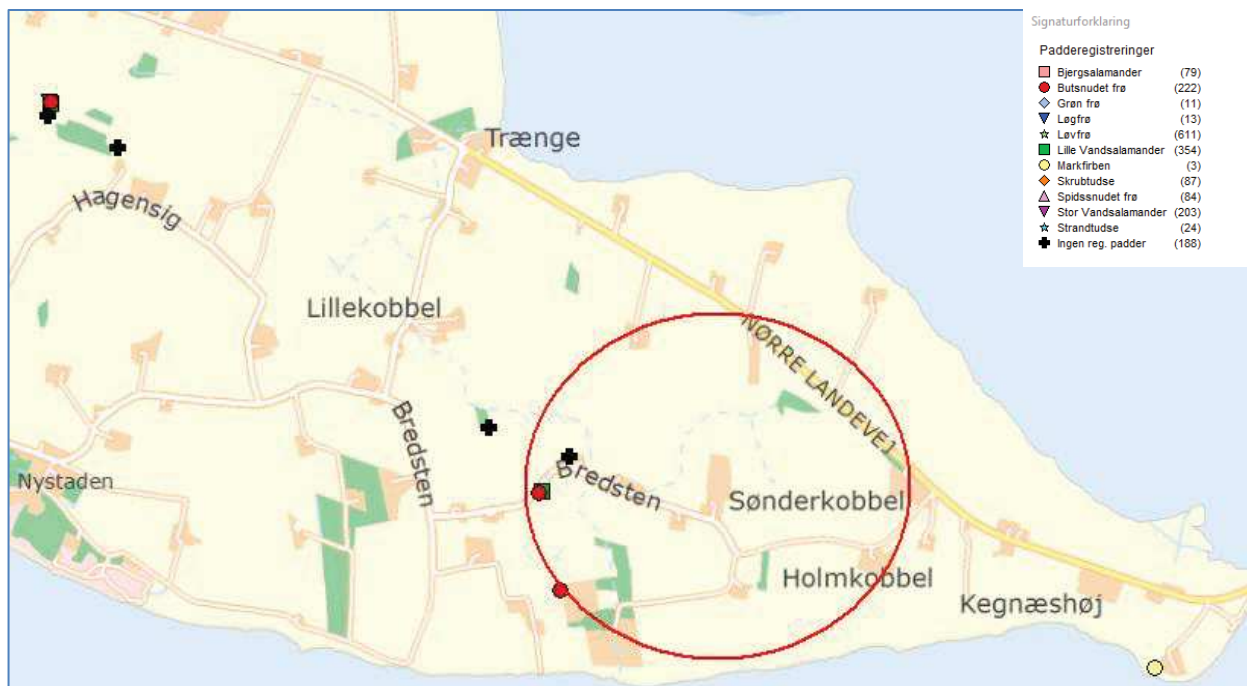 Signaturforklaring
Padderegistreringer
Bjergsalamander (79)
Butsnudet frø (222)
Grøn frø (11)
Løgfrø (13)
Løvfrø (611)
Lille Vandsalamander (354)
Markfirben (3)
Skrubtudse (87)
Spidssnudet frø (84)
Stor Vandsalamander (203)
Strandtudse (24)
Ingen reg. padder (188)
Trænge
Hagensig
Lillekobbel
NØRRE LANDEVEJ
Bredsten
Bredsten
Nystaden
Sønderkobbel
Holmkobbel
Kegnæshøj